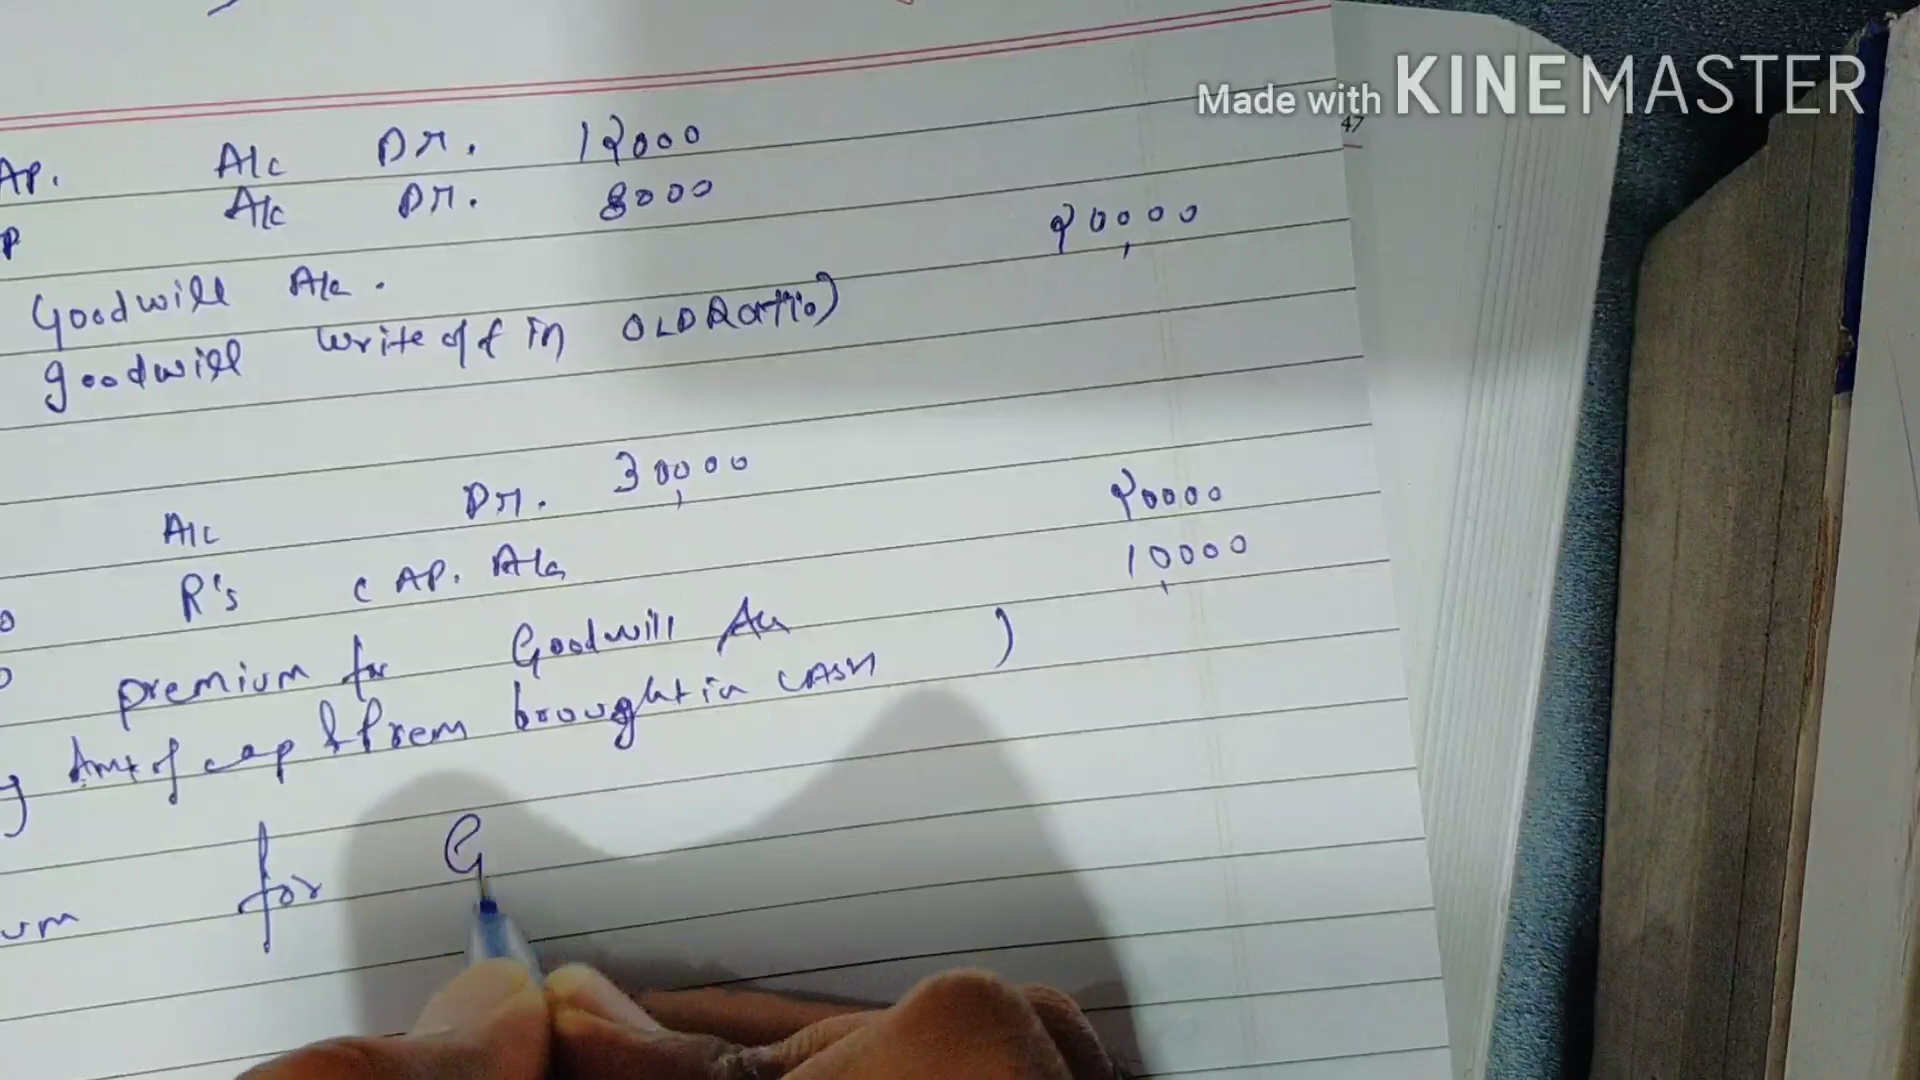 Made with KINEMASTER
47
AP. A/c Dr. 12000
P A/c Dr. 8000
Goodwill A/c. 20,000
goodwill write off in OLD Ratio)
A/c Dr. 30,000
R's CAP. A/c 20000
premium for Goodwill A/c 10,000
Amt of cap & Prem brought in CASH )
um for G